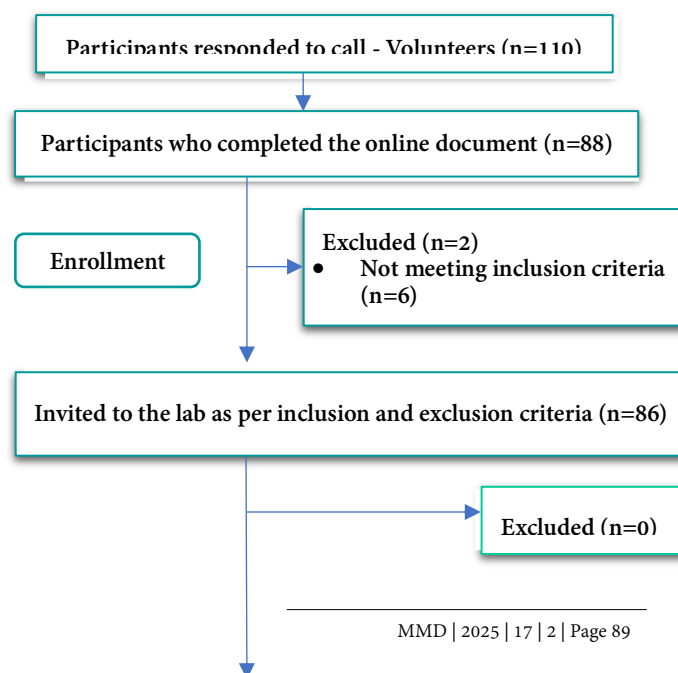 Participants responded to call - Volunteers (n=110)
Participants who completed the online document (n=88)
Enrollment
Excluded (n=2)
• Not meeting inclusion criteria
(n=6)
Invited to the lab as per inclusion and exclusion criteria (n=86)
Excluded (n=0)
MMD | 2025 | 17 | 2 | Page 89